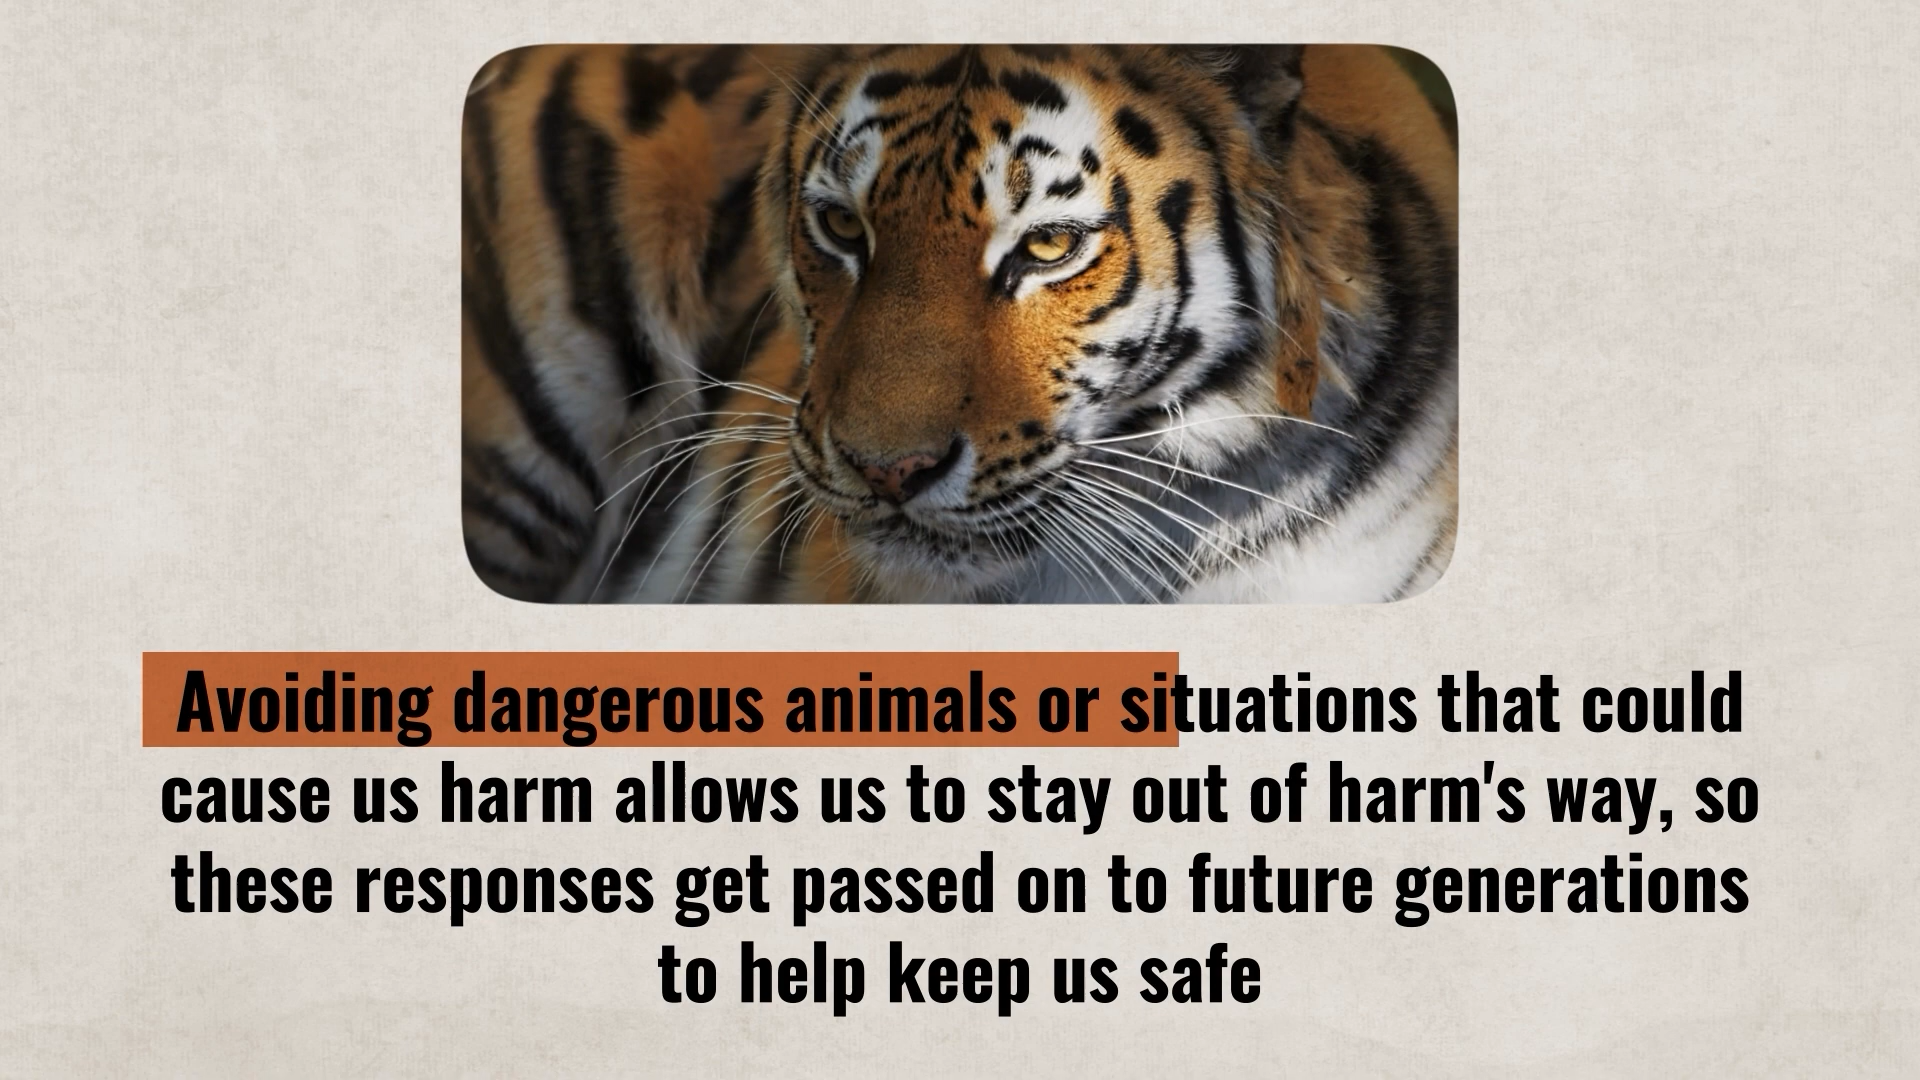 Avoiding dangerous animals or situations that could
cause us harm allows us to stay out of harm's way, so
these responses get passed on to future generations
to help keep us safe